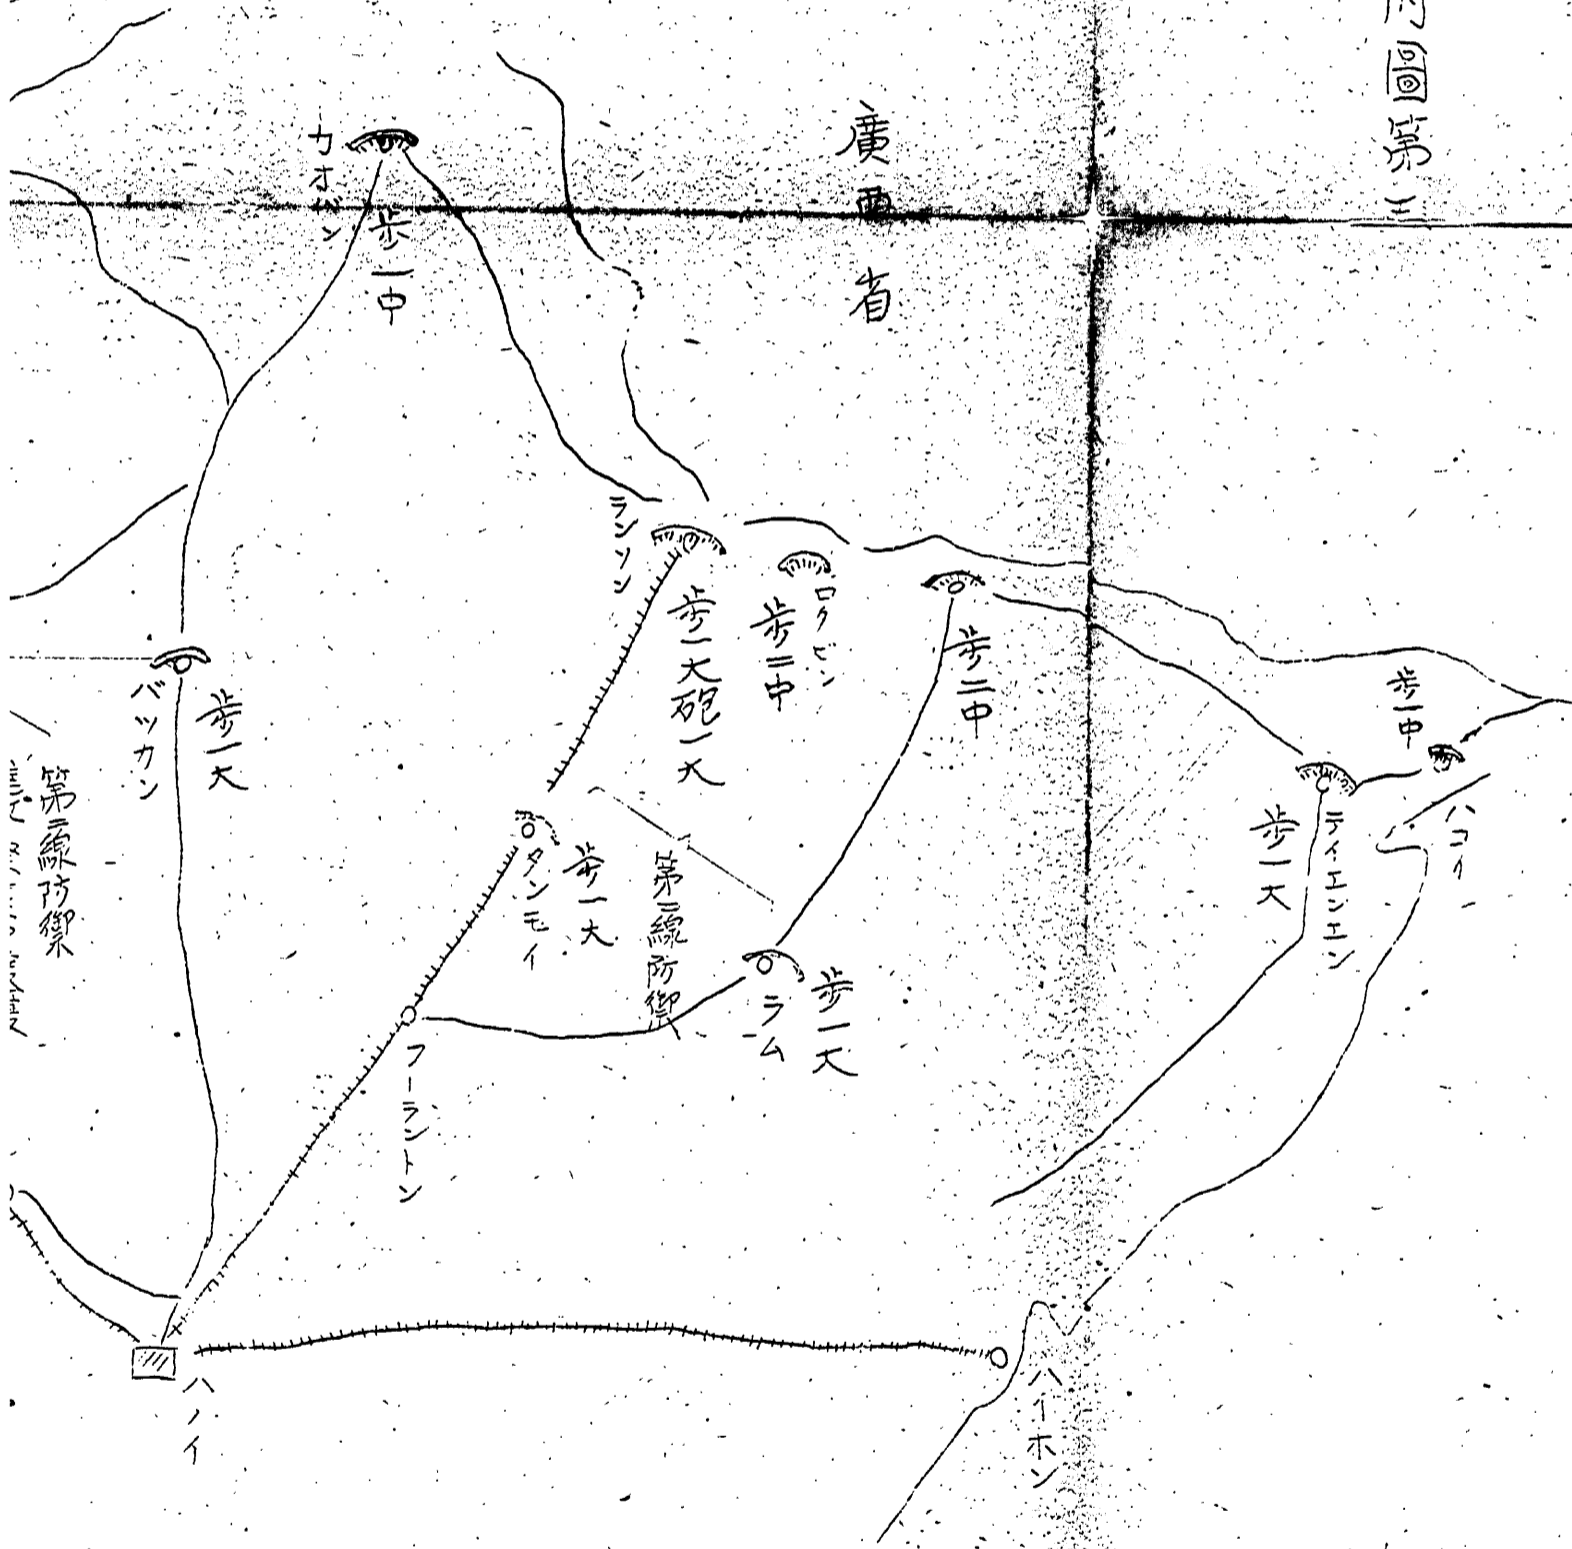 圖第三
廣西省
カオバン
歩一中
ランソン
歩一大砲一大
ロクビン
歩二中
歩二中
歩一中
ハコイ
ティエンエン
歩一大
バツカン
歩一大
第二線防禦
タンモイ
歩一大
第二線防禦
ラム
歩一大
フーラントン
ハノイ
ハイホン